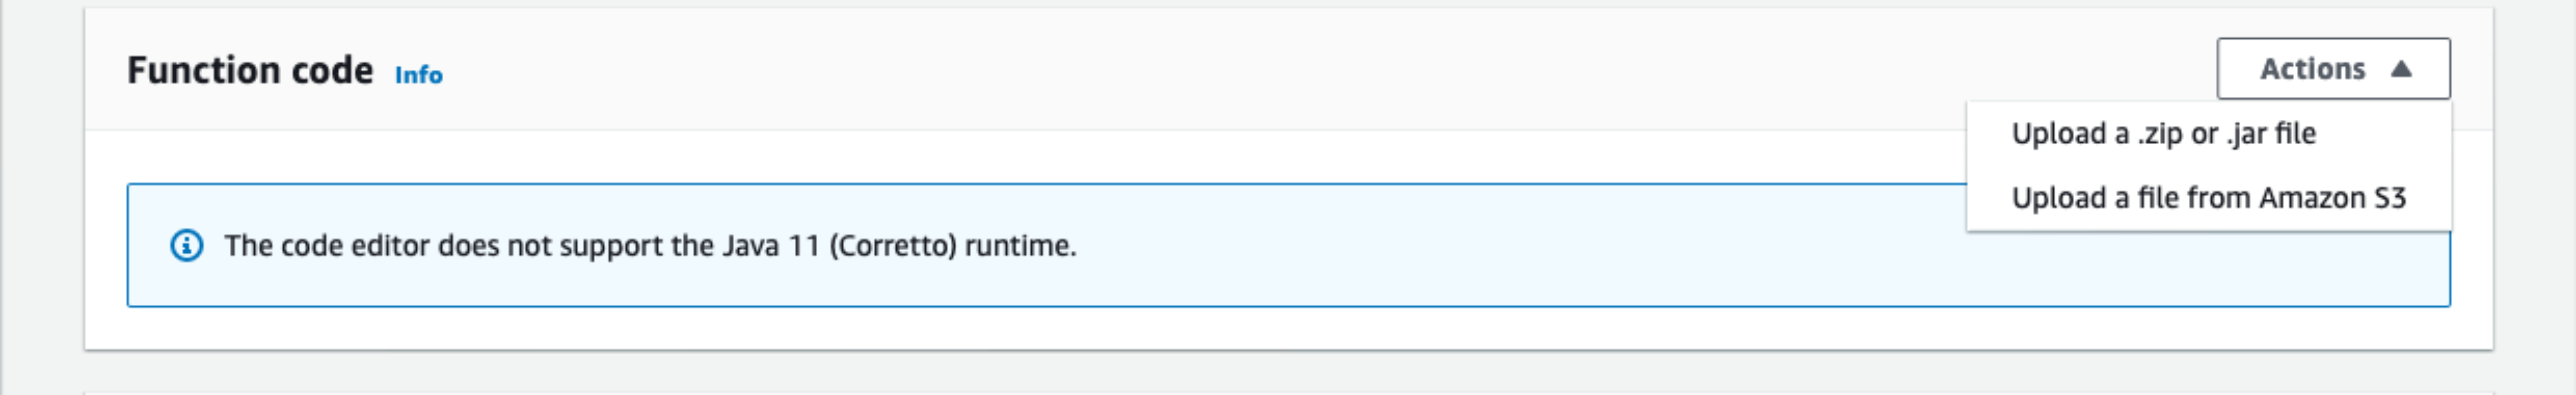 Function code Info
Actions
Upload a .zip or .jar file
Upload a file from Amazon S3
The code editor does not support the Java 11 (Corretto) runtime.